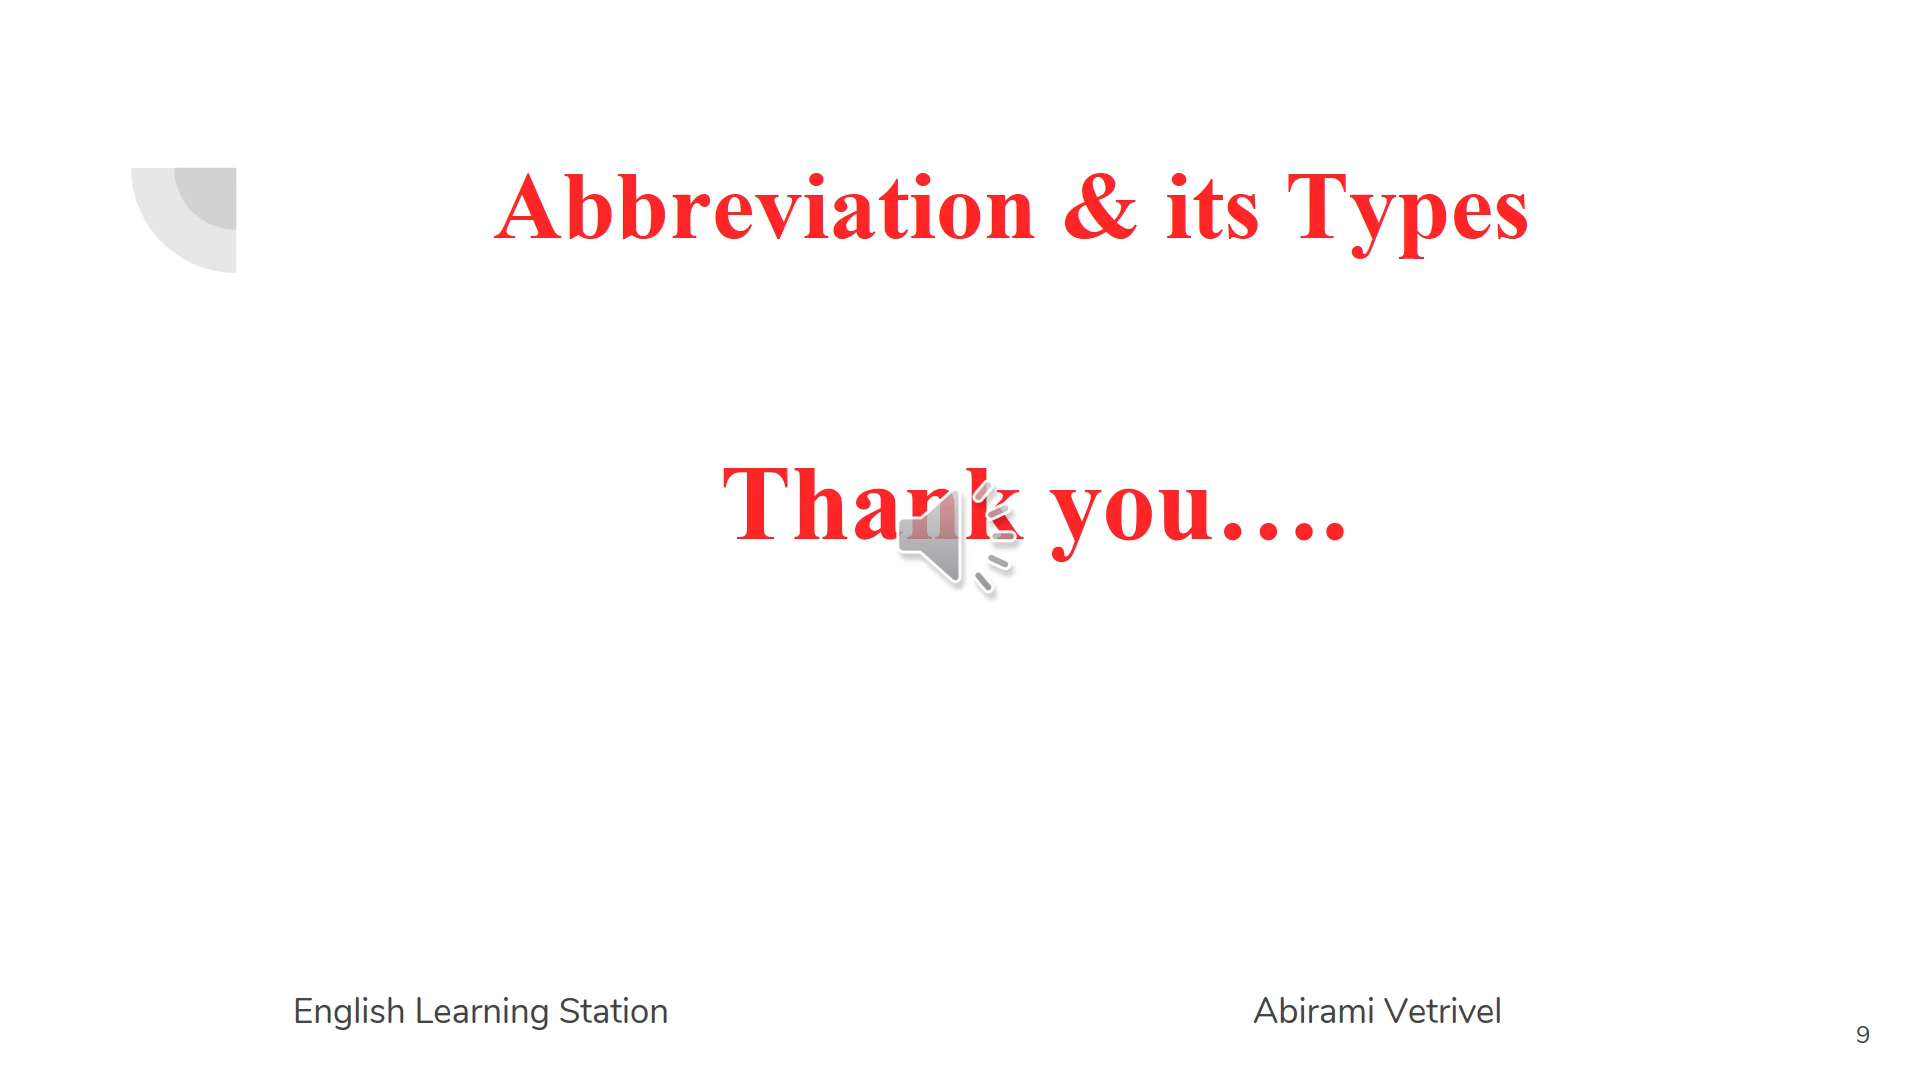 Abbreviation & its Types
Thank you....
English Learning Station
Abirami Vetrivel
9